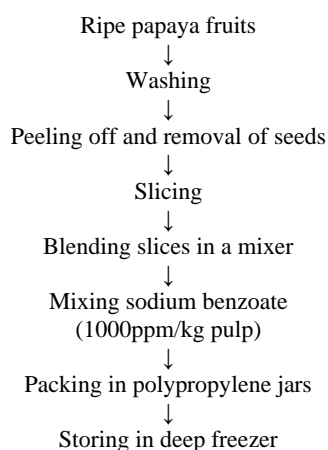 Ripe papaya fruits
↓
Washing
↓
Peeling off and removal of seeds
↓
Slicing
↓
Blending slices in a mixer
↓
Mixing sodium benzoate
(1000ppm/kg pulp)
↓
Packing in polypropylene jars
↓
Storing in deep freezer